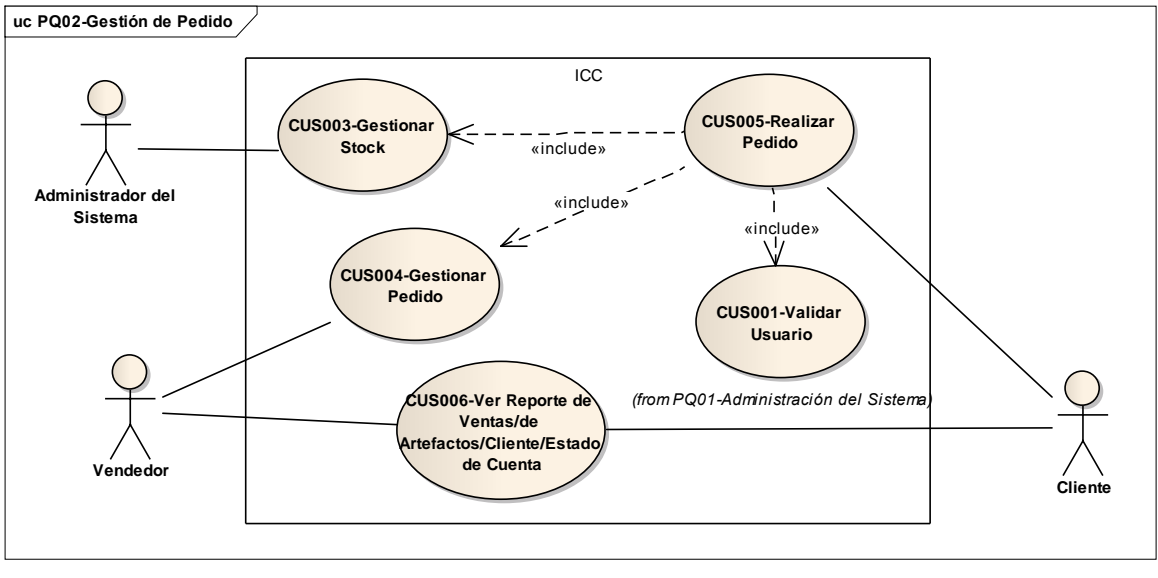 uc PQ02-Gestión de Pedido
ICC
CUS003-Gestionar
Stock
CUS005-Realizar
Pedido
«include»
Administrador del
Sistema
«include»
«include»
CUS004-Gestionar
Pedido
CUS001-Validar
Usuario
(from PQ01-Administración del Sistema)
CUS006-Ver Reporte de
Ventas/de
Artefactos/Cliente/Estado
de Cuenta
Vendedor
Cliente